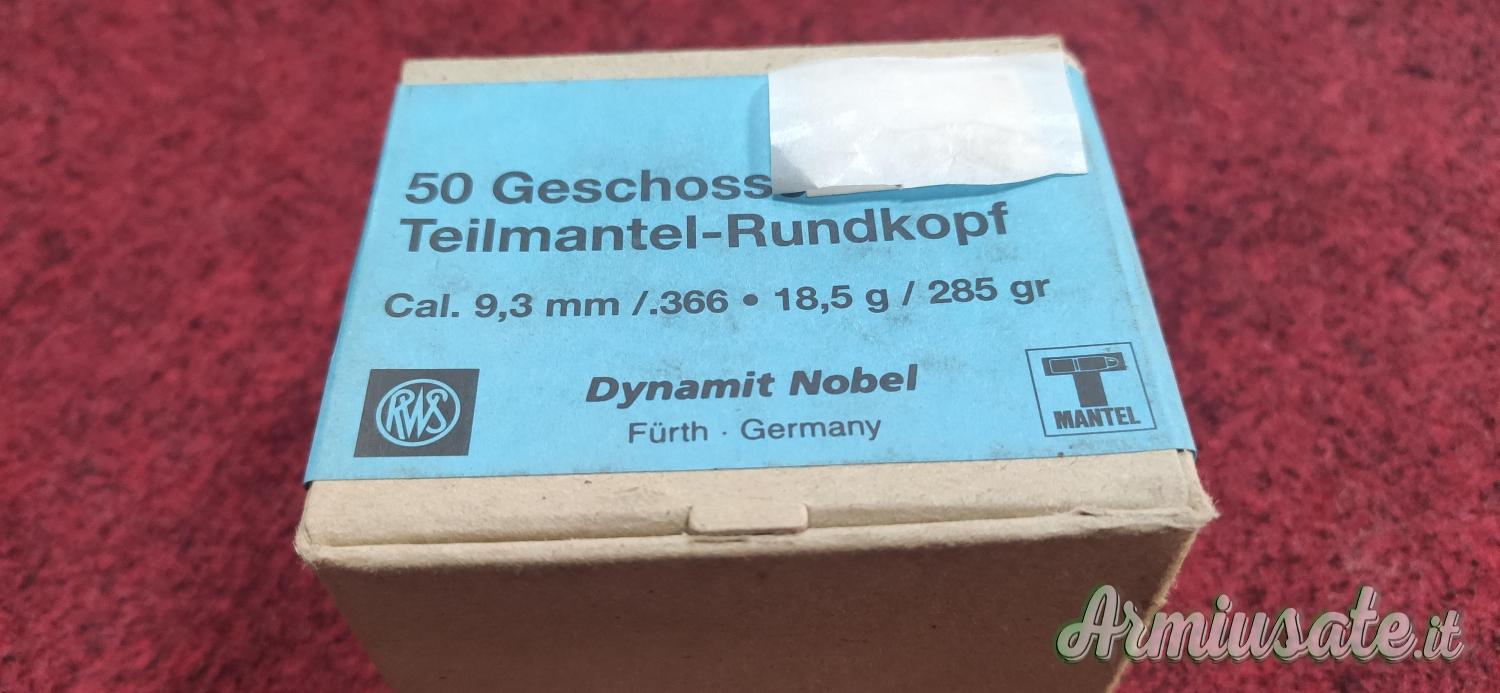 50 Geschoss
Teilmantel-Rundkopf
Cal. 9,3 mm /.366 • 18,5 g / 285 gr
RWS
Dynamit Nobel
Fürth · Germany
T
MANTEL
Armiusate.it